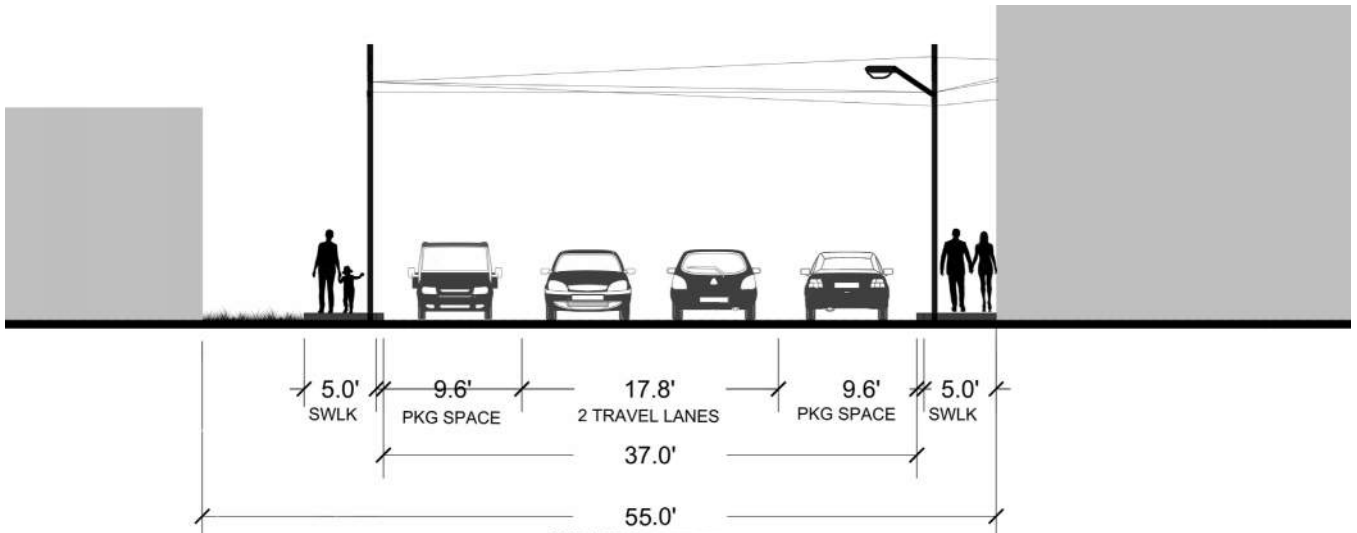 5.0' 9.6' 17.8' 9.6' 5.0'
SWLK PKG SPACE 2 TRAVEL LANES PKG SPACE SWLK
37.0'
55.0'